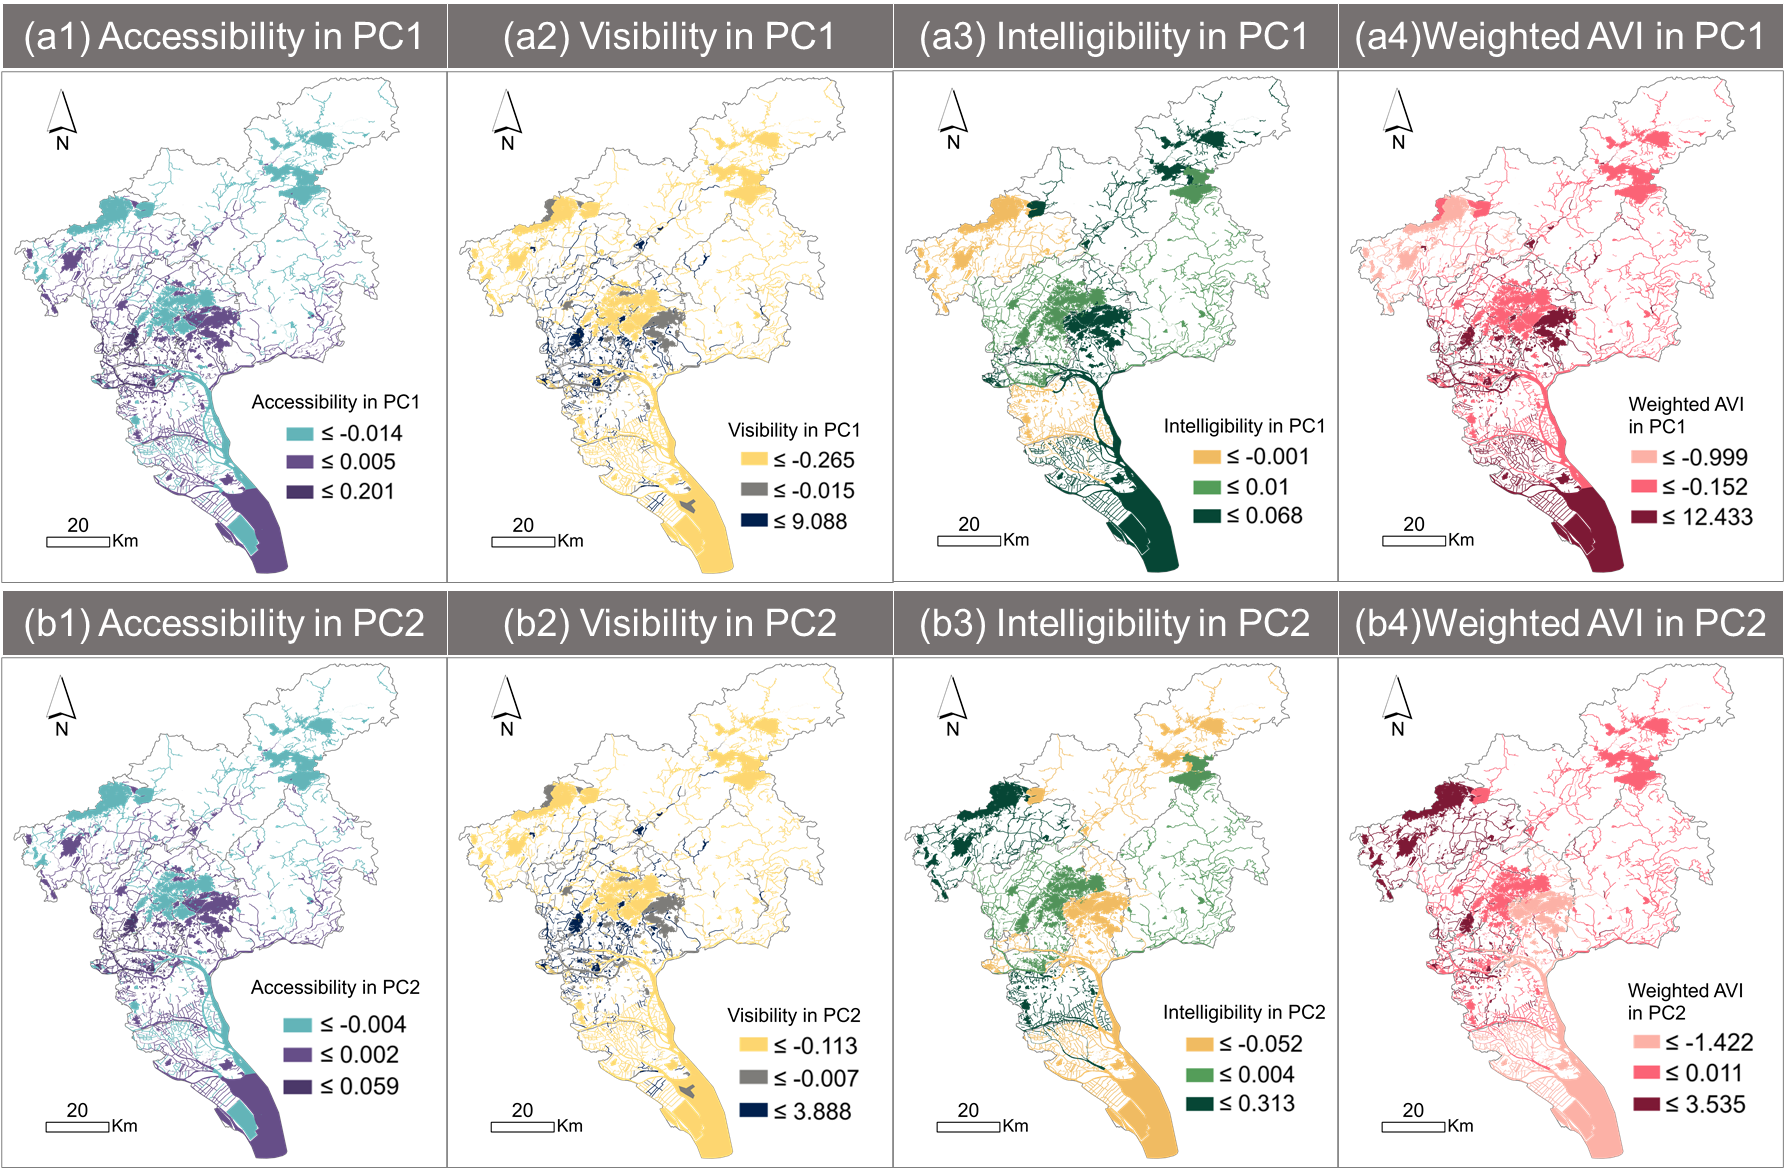 (a1) Accessibility in PC1
(a2) Visibility in PC1
(a3) Intelligibility in PC1
(a4)Weighted AVI in PC1
N
Accessibility in PC1
≤ -0.014
≤ 0.005
≤ 0.201
20
Km
N
Visibility in PC1
≤ -0.265
≤ -0.015
≤ 9.088
20
Km
N
Intelligibility in PC1
≤ -0.001
≤ 0.01
≤ 0.068
20
Km
N
Weighted AVI
in PC1
≤ -0.999
≤ -0.152
≤ 12.433
20
Km
(b1) Accessibility in PC2
(b2) Visibility in PC2
(b3) Intelligibility in PC2
(b4)Weighted AVI in PC2
N
Accessibility in PC2
≤ -0.004
≤ 0.002
≤ 0.059
20
Km
N
Visibility in PC2
≤ -0.113
≤ -0.007
≤ 3.888
20
Km
N
Intelligibility in PC2
≤ -0.052
≤ 0.004
≤ 0.313
20
Km
N
Weighted AVI
in PC2
≤ -1.422
≤ 0.011
≤ 3.535
20
Km